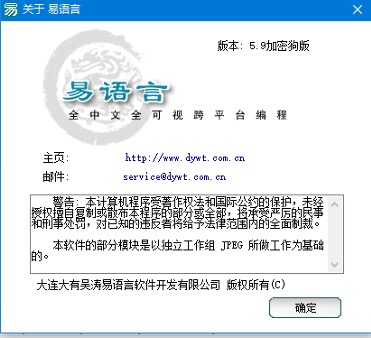 关于 易语言
版本: 5.9加密狗版
易语言
全中文全可视跨平台编程
主页: http://www.dywt.com.cn
邮件: service@dywt.com.cn
警告: 本计算机程序受著作权法和国际公约的保护，未经
授权擅自复制或散布本程序的部分或全部，将承受严厉的民事
和刑事处罚，对已知的违反者将给予法律范围内的全面制裁。
本软件的部分模块是以独立工作组 JPEG 所做工作为基础
的。
大连大有吴涛易语言软件开发有限公司 版权所有(C)
确定